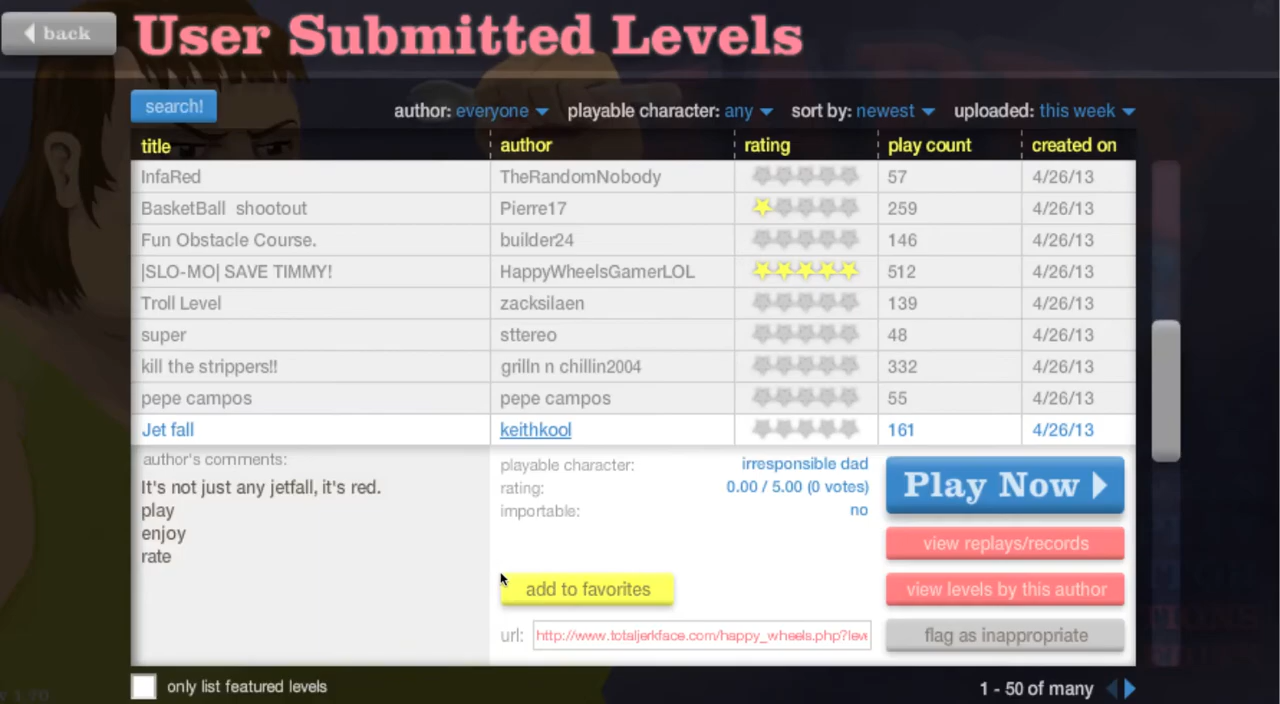 back
User Submitted Levels
search!
author: everyone playable character: any sort by: newest uploaded: this week
title author rating play count created on
InfaRed TheRandomNobody 57 4/26/13
BasketBall shootout Pierre17 259 4/26/13
Fun Obstacle Course. builder24 146 4/26/13
|SLO-MO| SAVE TIMMY! HappyWheelsGamerLOL 512 4/26/13
Troll Level zacksilaen 139 4/26/13
super sttereo 48 4/26/13
kill the strippers!! grilln n chillin2004 332 4/26/13
pepe campos pepe campos 55 4/26/13
Jet fall keithkool 161 4/26/13
author's comments:
It's not just any jetfall, it's red.
play
enjoy
rate
playable character: irresponsible dad
rating: 0.00 / 5.00 (0 votes)
importable: no
add to favorites
url: http://www.totaljerkface.com/happy_wheels.php?lev
Play Now
view replays/records
view levels by this author
flag as inappropriate
only list featured levels
1 - 50 of many